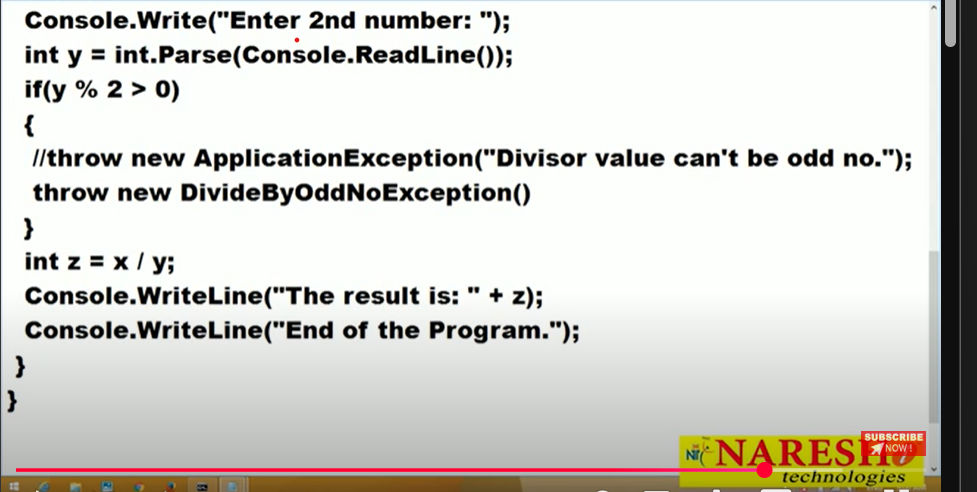 Console.Write("Enter 2nd number: ");
int y = int.Parse(Console.ReadLine());
if(y % 2 > 0)
{
//throw new ApplicationException("Divisor value can't be odd no.");
throw new DivideByOddNoException()
}
int z = x / y;
Console.WriteLine("The result is: " + z);
Console.WriteLine("End of the Program.");
}
}
SUBSCRIBE
NOW!
NARESH
technologies